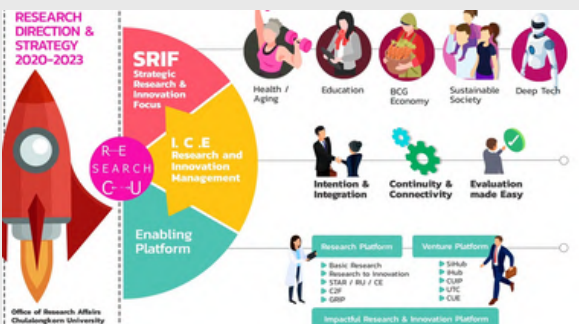 RESEARCH
DIRECTION &
STRATEGY
2020-2023
R-E
SEARCH
C--U
Office of Research Affairs
Chulalongkorn University
SRIF
Strategic
Research &
Innovation
Focus
I. C .E
Research and
Innovation
Management
Enabling
Platform
Health /
Aging
Education
BCG
Economy
Sustainable
Society
Deep Tech
Intention &
Integration
Continuity &
Connectivity
Evaluation
made Easy
Research Platform
Basic Research
Research to Innovation
STAR / RU / CE
C2F
GRIP
Venture Platform
SiHub
IHub
CUIP
UTC
CUE
Impactful Research & Innovation Platform